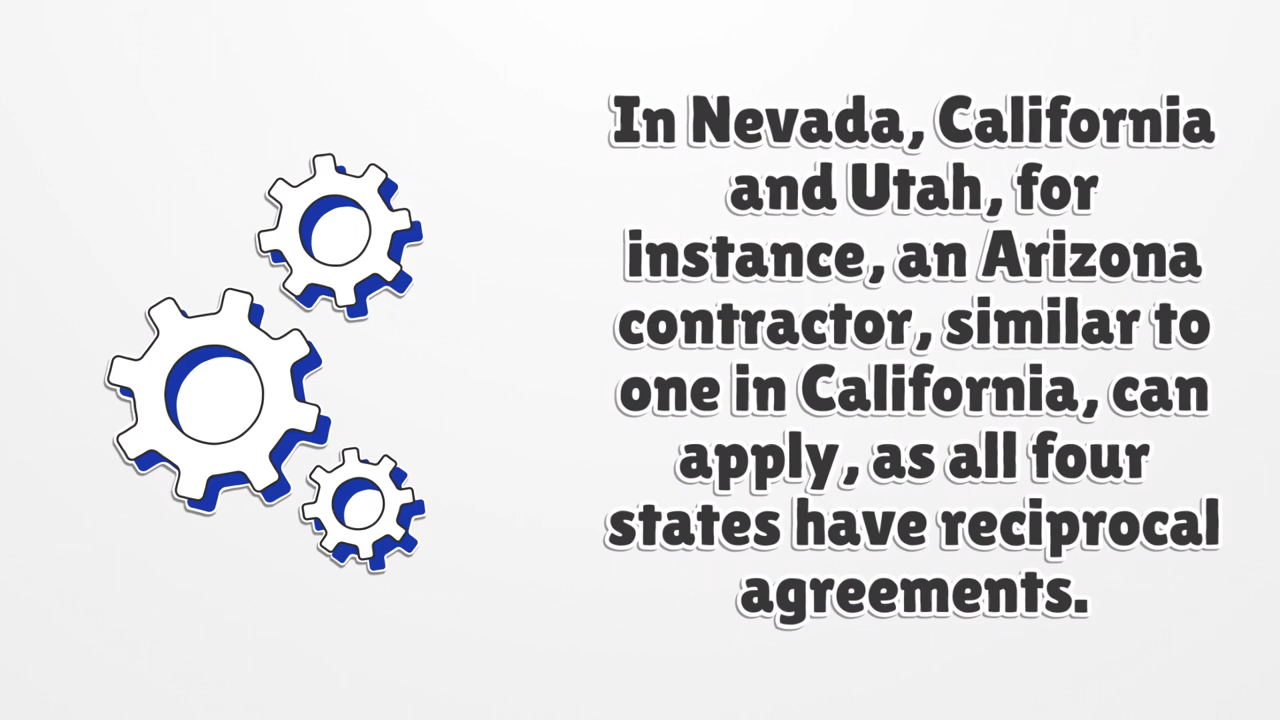 In Nevada, California
and Utah, for
instance, an Arizona
contractor, similar to
one in California, can
apply, as all four
states have reciprocal
agreements.